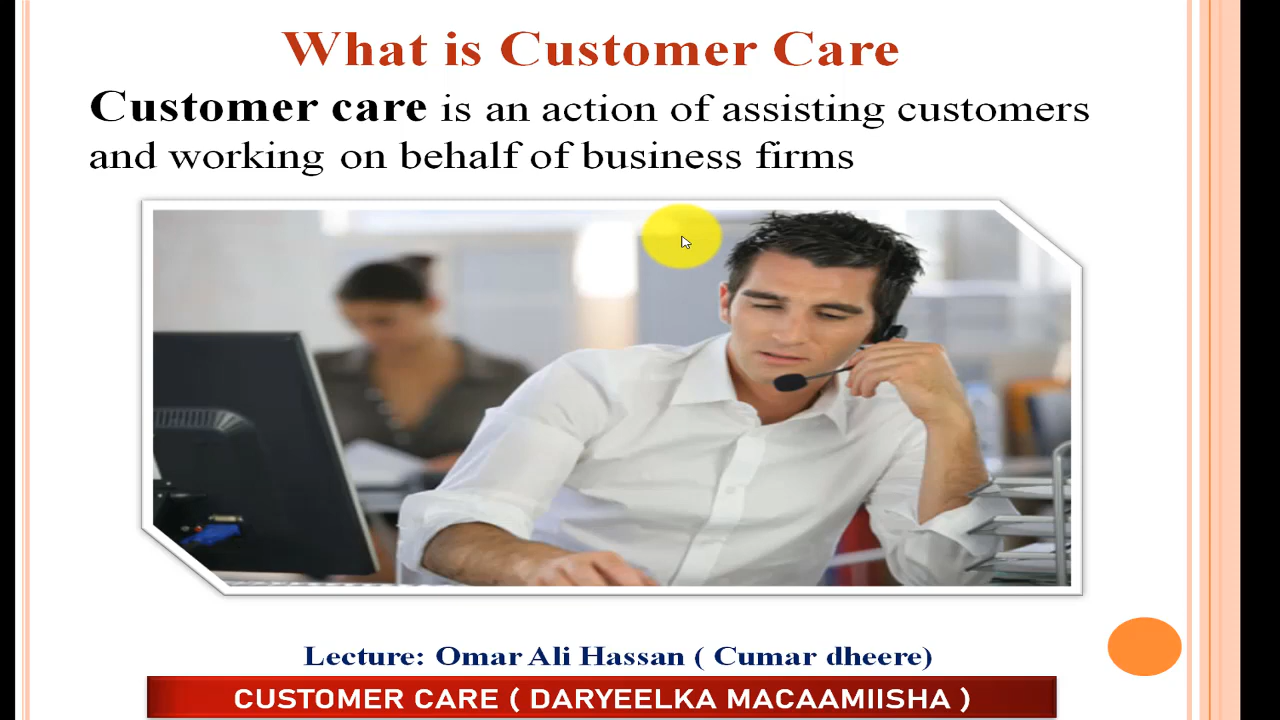 What is Customer Care
Customer care is an action of assisting customers
and working on behalf of business firms
Lecture: Omar Ali Hassan ( Cumar dheere)
CUSTOMER CARE ( DARYEELKA MACAAMIISHA )